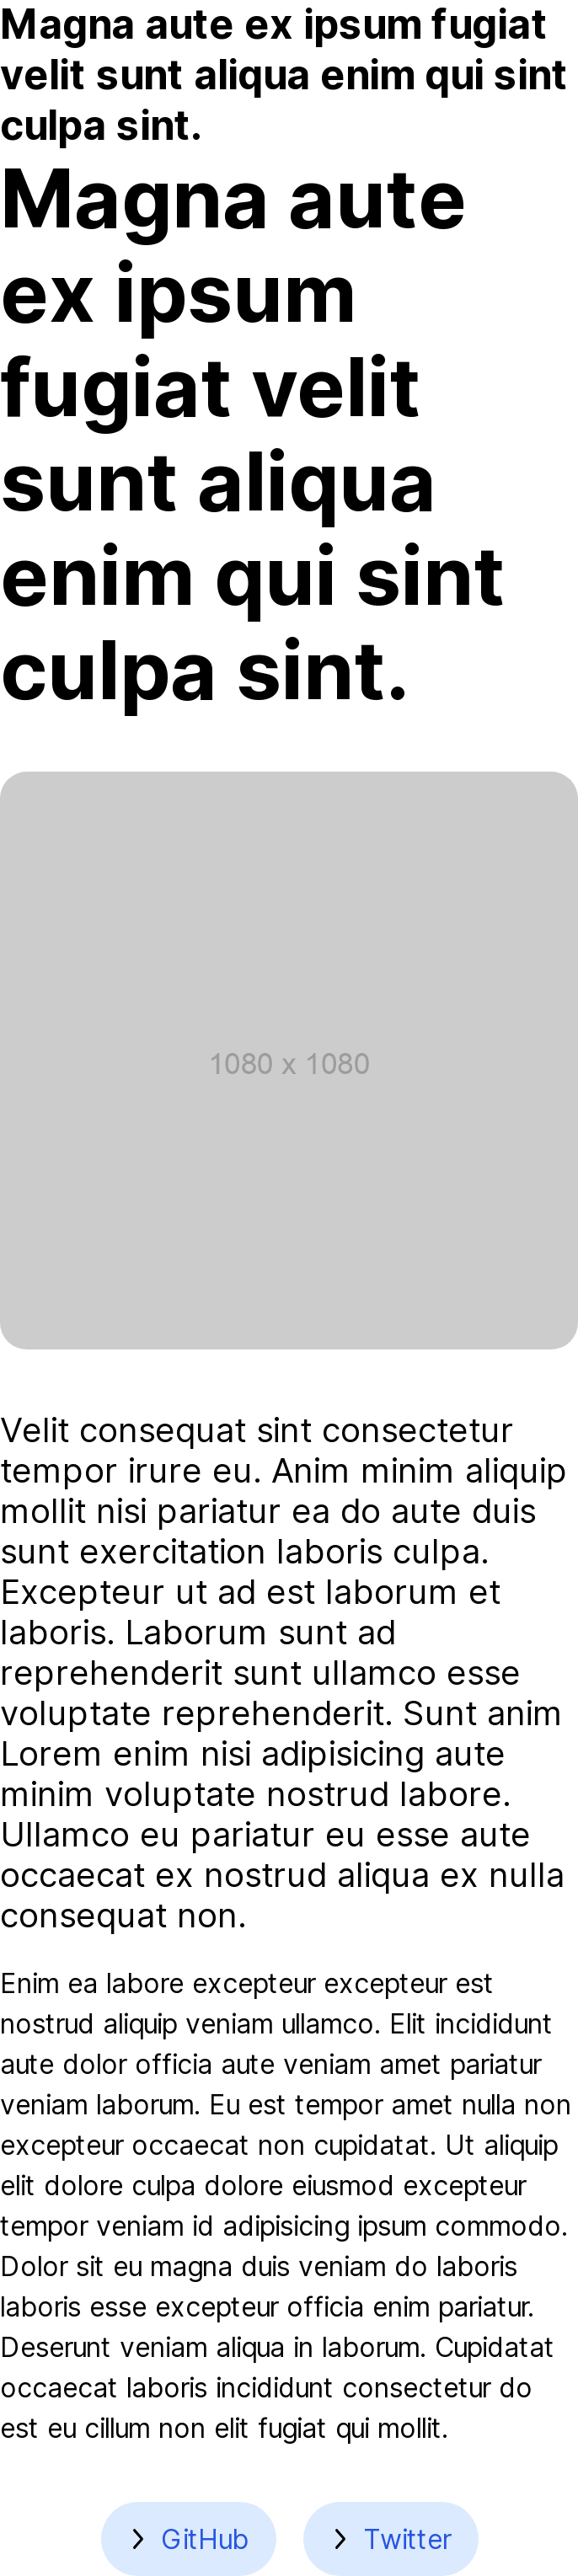 Magna aute ex ipsum fugiat
velit sunt aliqua enim qui sint
culpa sint.
Magna aute
ex ipsum
fugiat velit
sunt aliqua
enim qui sint
culpa sint.
1080 x 1080
Velit consequat sint consectetur
tempor irure eu. Anim minim aliquip
mollit nisi pariatur ea do aute duis
sunt exercitation laboris culpa.
Excepteur ut ad est laborum et
laboris. Laborum sunt ad
reprehenderit sunt ullamco esse
voluptate reprehenderit. Sunt anim
Lorem enim nisi adipisicing aute
minim voluptate nostrud labore.
Ullamco eu pariatur eu esse aute
occaecat ex nostrud aliqua ex nulla
consequat non.
Enim ea labore excepteur excepteur est
nostrud aliquip veniam ullamco. Elit incididunt
aute dolor officia aute veniam amet pariatur
veniam laborum. Eu est tempor amet nulla non
excepteur occaecat non cupidatat. Ut aliquip
elit dolore culpa dolore eiusmod excepteur
tempor veniam id adipisicing ipsum commodo.
Dolor sit eu magna duis veniam do laboris
laboris esse excepteur officia enim pariatur.
Deserunt veniam aliqua in laborum. Cupidatat
occaecat laboris incididunt consectetur do
est eu cillum non elit fugiat qui mollit.
GitHub
Twitter